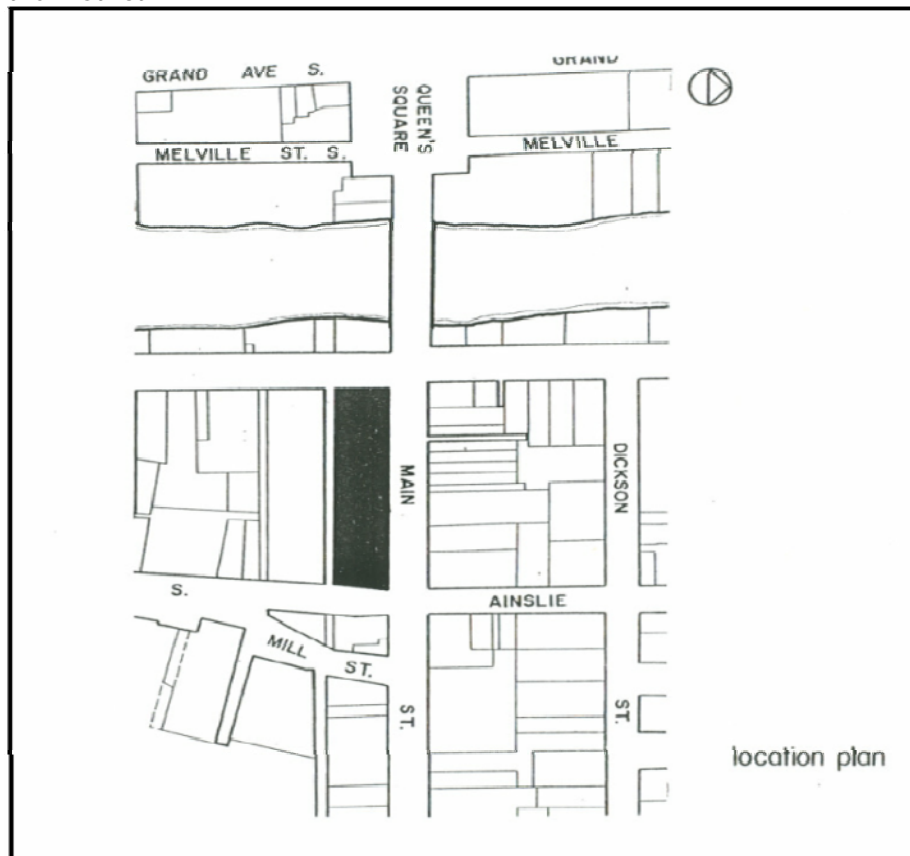 GRAND AVE S.
GRAND
QUEEN'S
SQUARE
MELVILLE ST. S.
MELVILLE
MAIN
DICKSON
S.
AINSLIE
MILL ST.
ST.
ST.
location plan